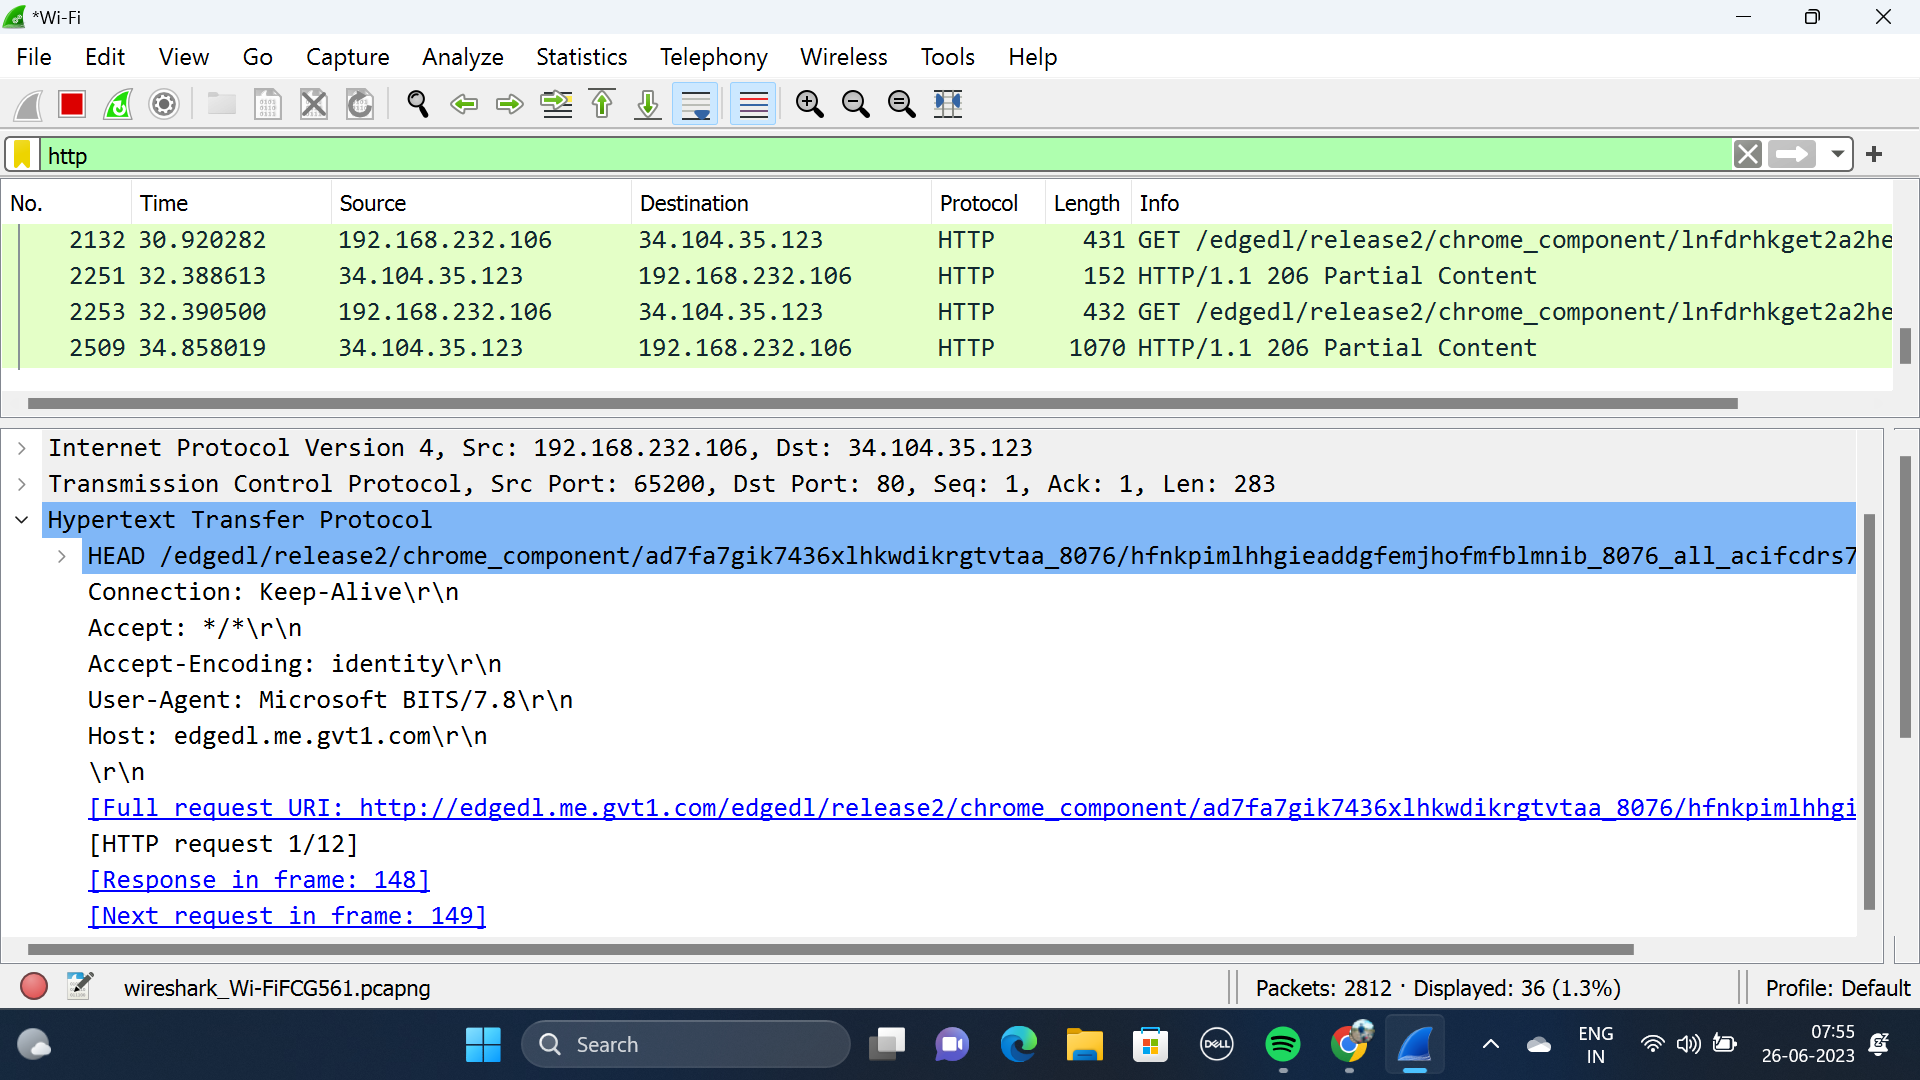 *Wi-Fi
File Edit View Go Capture Analyze Statistics Telephony Wireless Tools Help
http
No. Time Source Destination Protocol Length Info
2132 30.920282 192.168.232.106 34.104.35.123 HTTP 431 GET /edgedl/release2/chrome_component/lnfdrhkget2a2he
2251 32.388613 34.104.35.123 192.168.232.106 HTTP 152 HTTP/1.1 206 Partial Content
2253 32.390500 192.168.232.106 34.104.35.123 HTTP 432 GET /edgedl/release2/chrome_component/lnfdrhkget2a2he
2509 34.858019 34.104.35.123 192.168.232.106 HTTP 1070 HTTP/1.1 206 Partial Content
Internet Protocol Version 4, Src: 192.168.232.106, Dst: 34.104.35.123
Transmission Control Protocol, Src Port: 65200, Dst Port: 80, Seq: 1, Ack: 1, Len: 283
Hypertext Transfer Protocol
HEAD /edgedl/release2/chrome_component/ad7fa7gik7436xlhkwdikrgtvtaa_8076/hfnkpimlhhgieaddgfemjhofmfblmnib_8076_all_acifcdrs7
Connection: Keep-Alive\r\n
Accept: */*\r\n
Accept-Encoding: identity\r\n
User-Agent: Microsoft BITS/7.8\r\n
Host: edgedl.me.gvt1.com\r\n
\r\n
[Full request URI: http://edgedl.me.gvt1.com/edgedl/release2/chrome_component/ad7fa7gik7436xlhkwdikrgtvtaa_8076/hfnkpimlhhgi
[HTTP request 1/12]
[Response in frame: 148]
[Next request in frame: 149]
wireshark_Wi-FiFCG561.pcapng Packets: 2812 · Displayed: 36 (1.3%) Profile: Default
Search
DELL
ENG
IN
07:55
26-06-2023